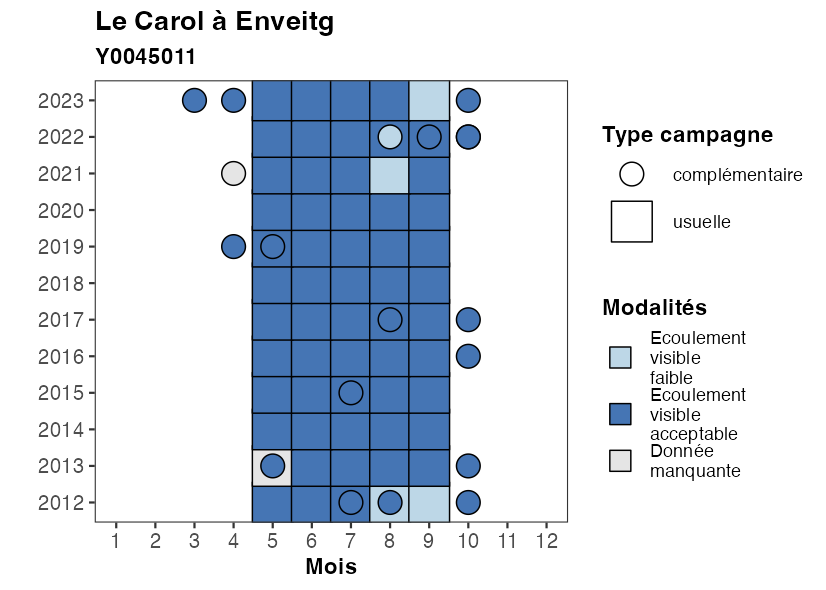 Le Carol à Enveitg
Y0045011
2023
2022
2021
2020
2019
2018
2017
2016
2015
2014
2013
2012
1 2 3 4 5 6 7 8 9 10 11 12
Mois
Type campagne
complémentaire
usuelle
Modalités
Ecoulement
visible
faible
Ecoulement
visible
acceptable
Donnée
manquante